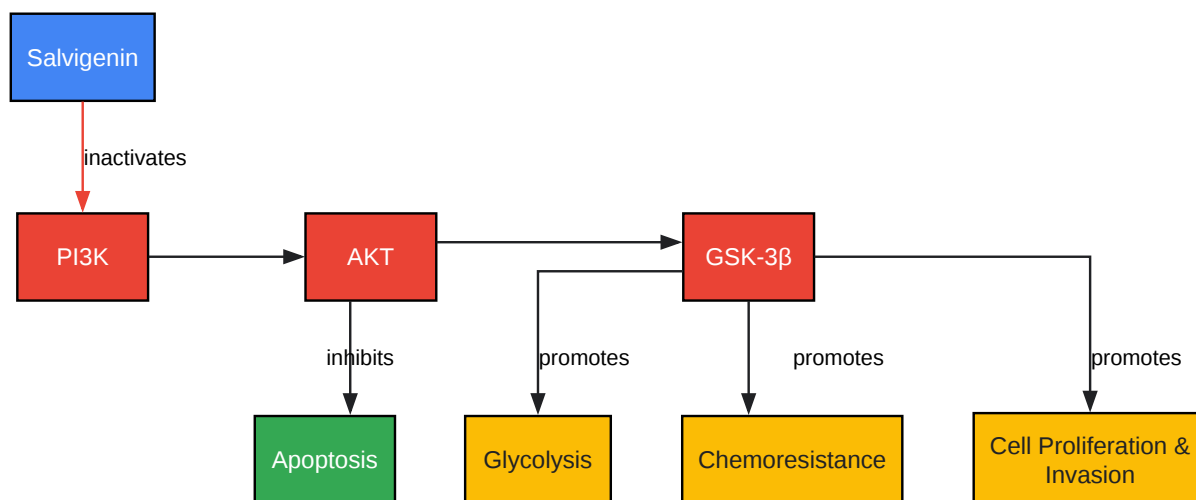 Salvigenin
inactivates
PI3K
AKT
GSK-3β
inhibits
promotes
promotes
promotes
Apoptosis
Glycolysis
Chemoresistance
Cell Proliferation &
Invasion